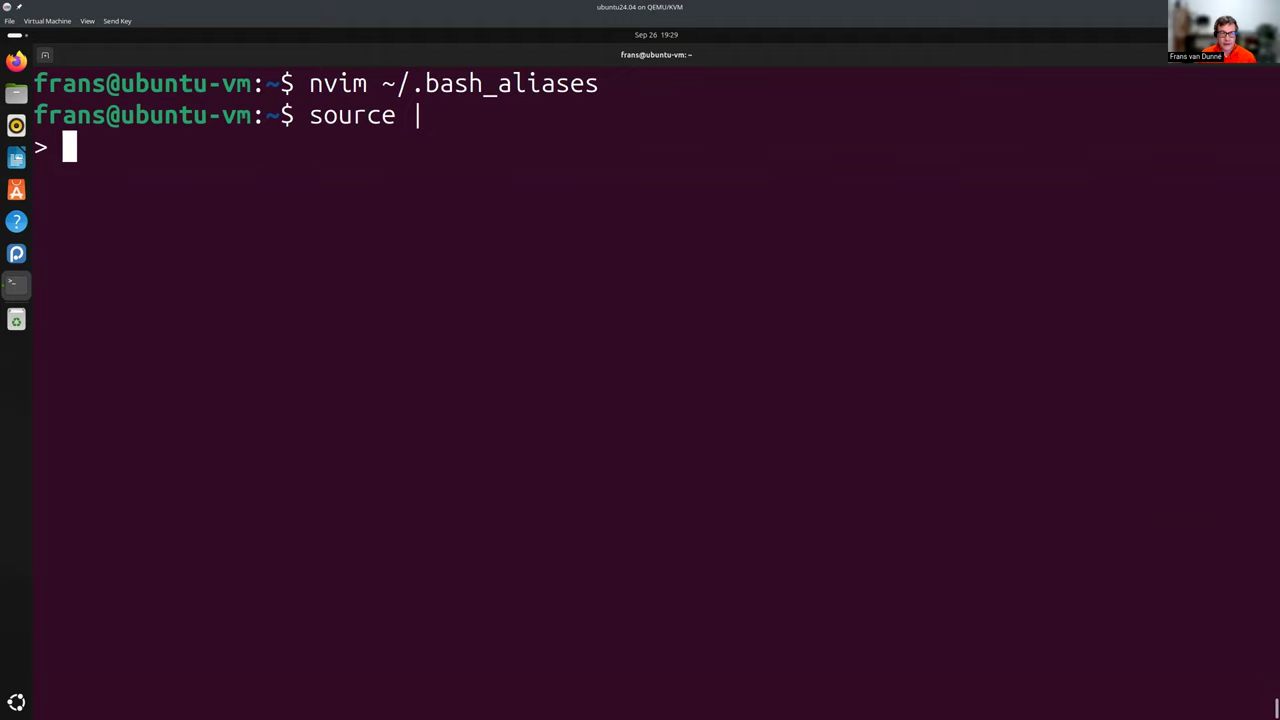 ubuntu24.04 on QEMU/KVM
File Virtual Machine View Send Key
Sep 26 19:29
frans@ubuntu-vm: ~
Frans van Dunné
frans@ubuntu-vm:~$ nvim ~/.bash_aliases
frans@ubuntu-vm:~$ source |
>